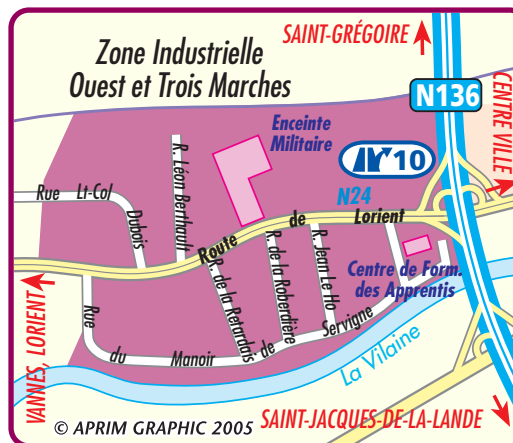 SAINT-GRÉGOIRE
Zone Industrielle
Ouest et Trois Marches
N136
CENTRE VILLE
Enceinte
Militaire
10
R. Léon Berthault
Rue Lt-Col
Dubois
N24
Route de Lorient
R. de la Retardais
R. de la Roberdière
R. Jean Le Ho
Centre de Form.
des Apprentis
Rue du Manoir de Servigne
La Vilaine
VANNES, LORIENT
© APRIM GRAPHIC 2005
SAINT-JACQUES-DE-LA-LANDE